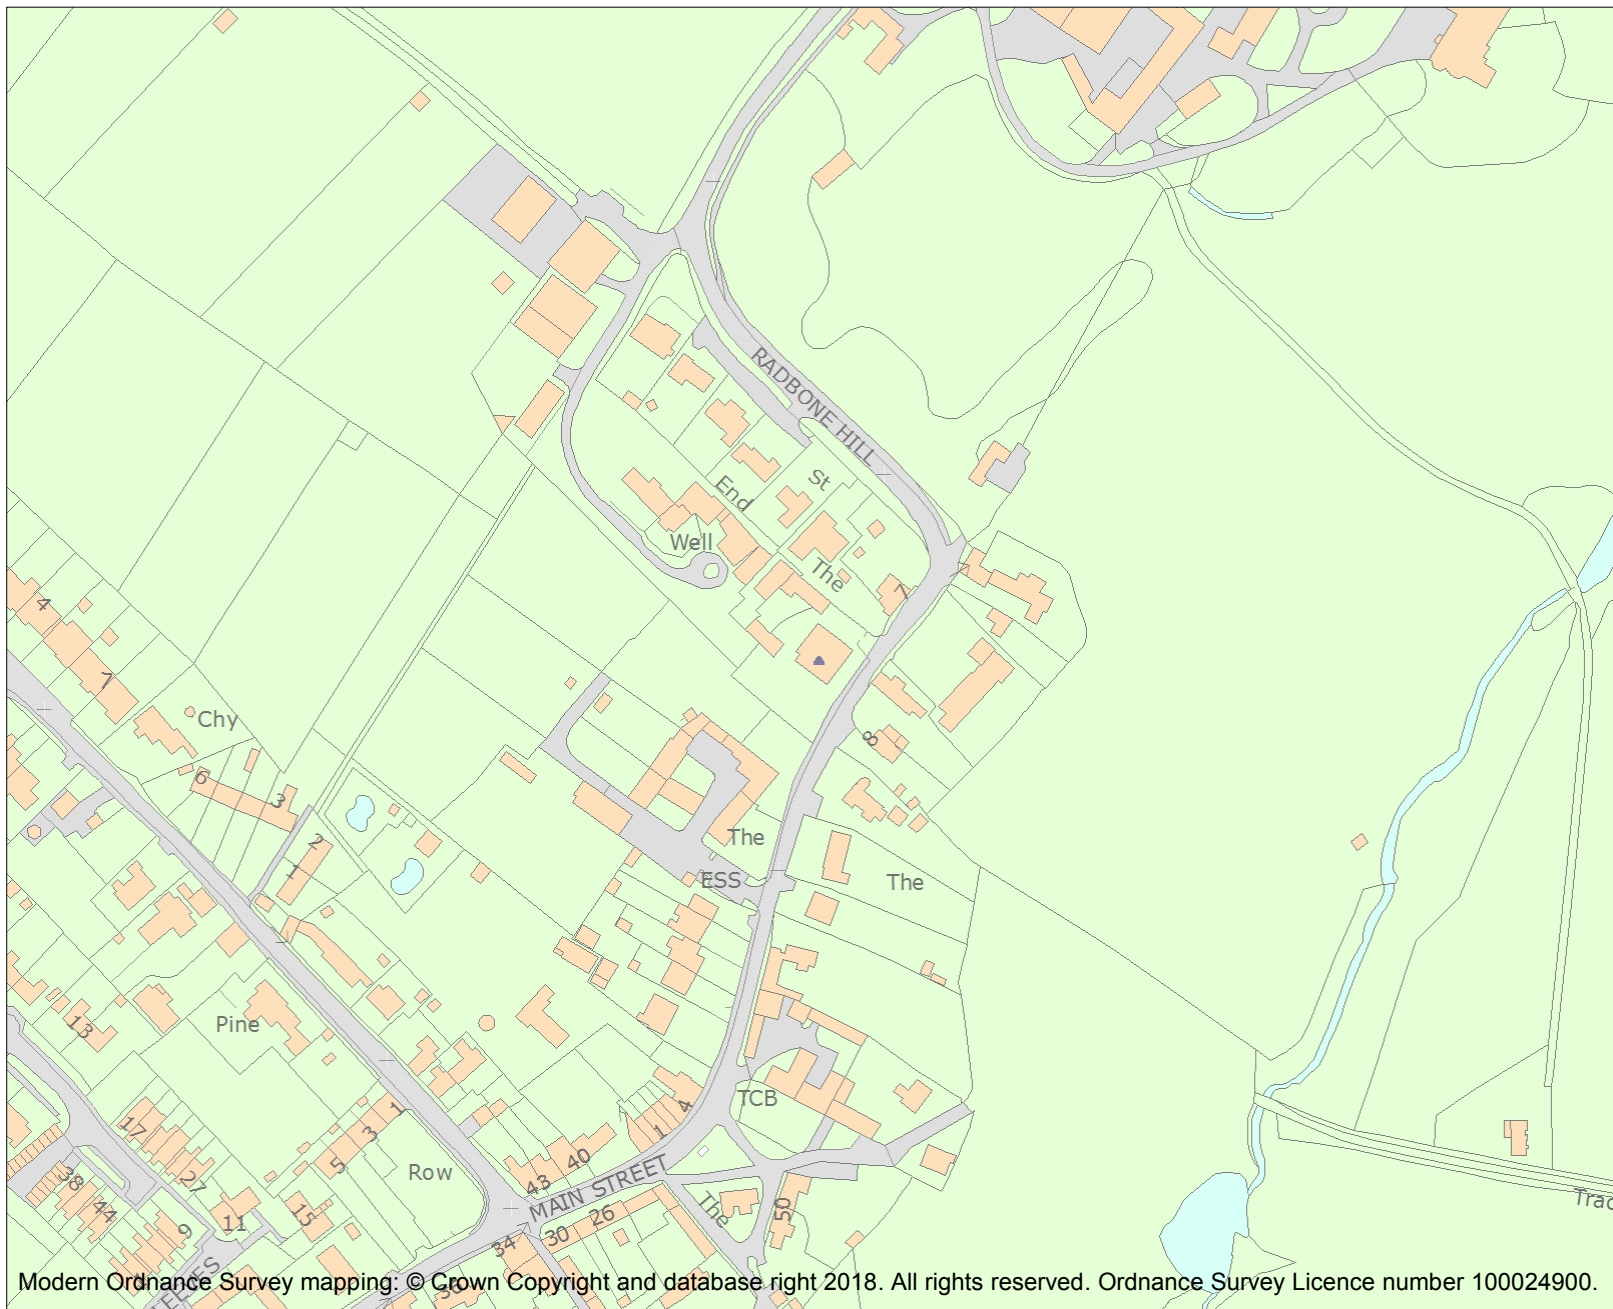 RADBONE HILL
St
End
Well
The
7
4
7
Chy
8
6
3
The
2
1
ESS
The
13
Pine
TCB
4
1
1
3
5
17
Row
40
43
MAIN STREET
27
38
44
The
26
50
15
11
9
30
34
36
Trac
Modern Ordnance Survey mapping: © Crown Copyright and database right 2018. All rights reserved. Ordnance Survey Licence number 100024900.